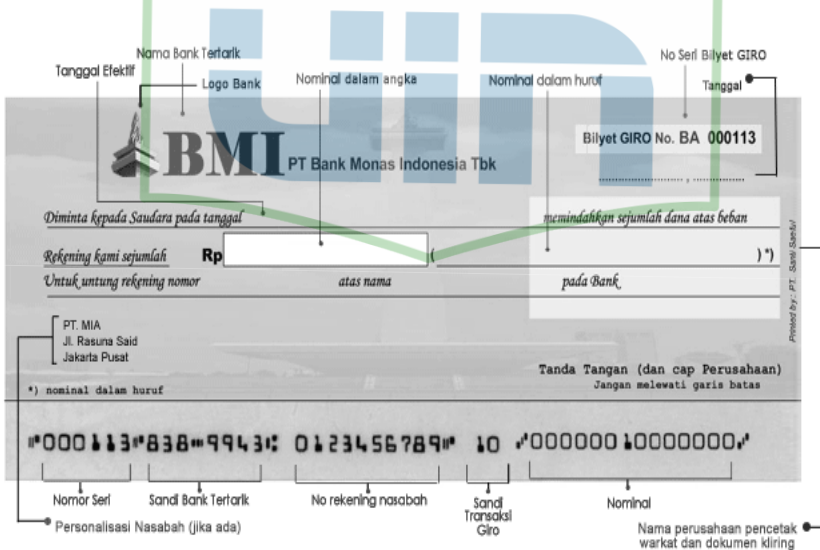 Nama Bank Tertarik
No Seri Bilyet GIRO
Tanggal Efektif
Logo Bank
Nominal dalam angka
Nominal dalam huruf
Tanggal
uin
BMI
PT Bank Monas Indonesia Tbk
Bilyet GIRO No. BA 000113
.................. , ..................
Diminta kepada Saudara pada tanggal memindahkan sejumlah dana atas beban
Rekening kami sejumlah Rp ( ) *)
Untuk untung rekening nomor atas nama pada Bank
Printed by : PT. Santi Saeful
PT. MIA
Jl. Rasuna Said
Jakarta Pusat
Tanda Tangan (dan cap Perusahaan)
Jangan melewati garis batas
*) nominal dalam huruf
⑈000113⑈838⑉9943⑆ 0123456789⑈ 10 ⑇00000010000000⑇
Nomor Seri
Sandi Bank Tertarik
No rekening nasabah
Sandi
Transaksi
Giro
Nominal
Personalisasi Nasabah (jika ada)
Nama perusahaan pencetak
warkat dan dokumen kliring